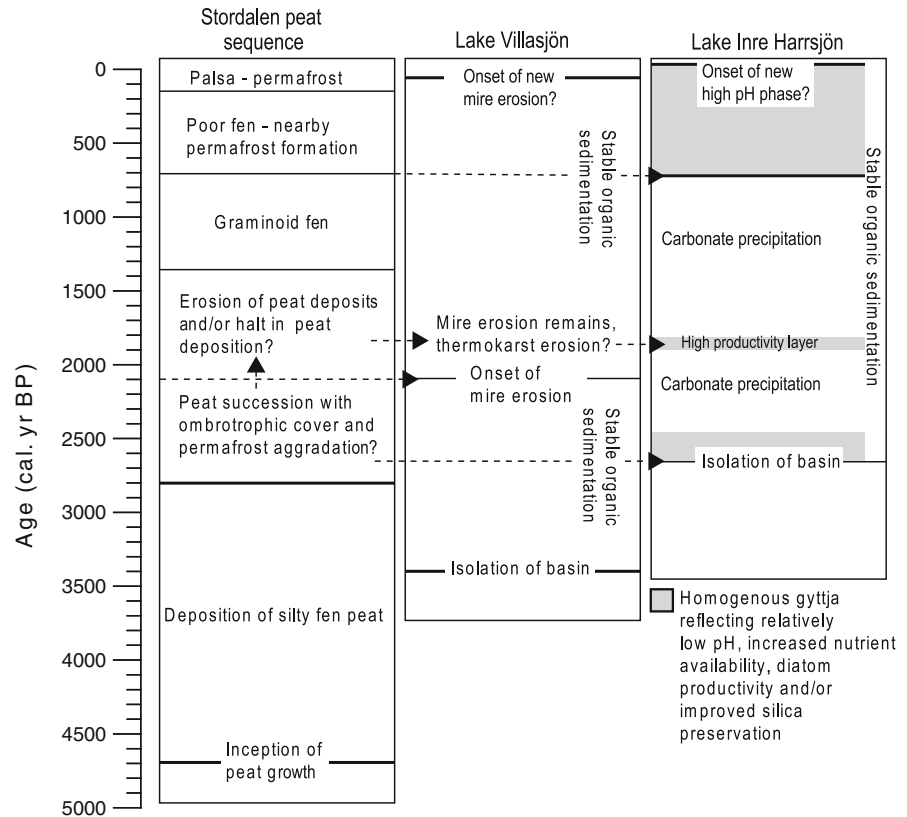 Stordalen peat
sequence
Lake Villasjön
Lake Inre Harrsjön
Age (cal. yr BP)
0
500
1000
1500
2000
2500
3000
3500
4000
4500
5000
Palsa - permafrost
Poor fen - nearby
permafrost formation
Graminoid fen
Erosion of peat deposits
and/or halt in peat
deposition?
Peat succession with
ombrotrophic cover and
permafrost aggradation?
Deposition of silty fen peat
Inception of
peat growth
Onset of new
mire erosion?
Stable organic
sedimentation
Mire erosion remains,
thermokarst erosion?
Onset of
mire erosion
Stable organic
sedimentation
Isolation of basin
Onset of new
high pH phase?
Carbonate precipitation
High productivity layer
Carbonate precipitation
Isolation of basin
Stable organic sedimentation
Homogenous gyttja
reflecting relatively
low pH, increased nutrient
availability, diatom
productivity and/or
improved silica
preservation